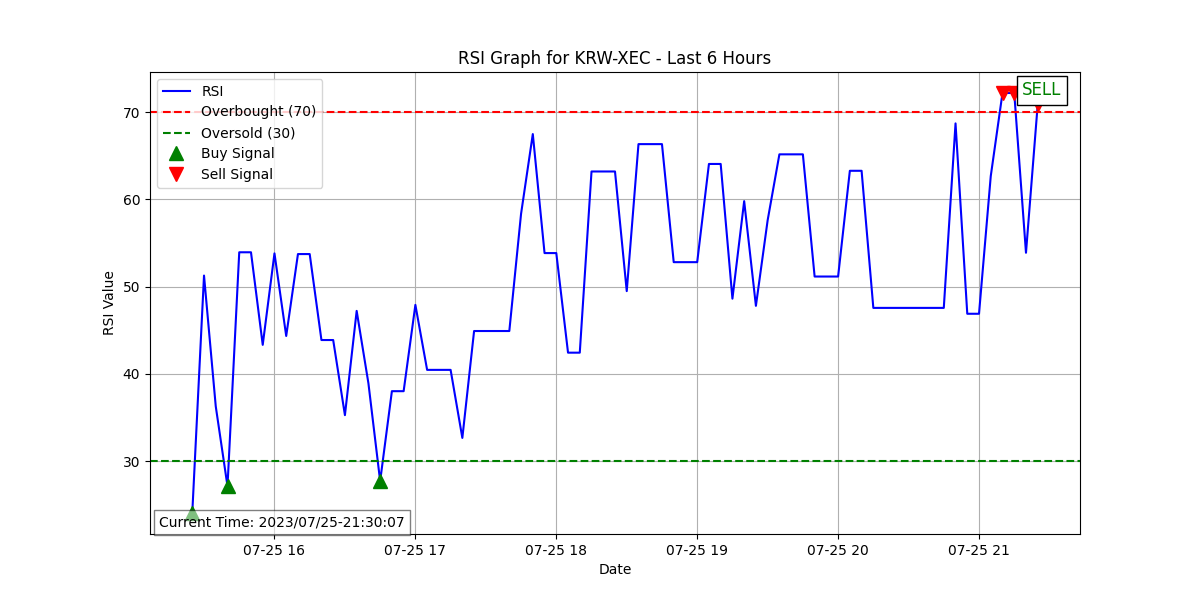 RSI Graph for KRW-XEC - Last 6 Hours
RSI
Overbought (70)
Oversold (30)
Buy Signal
Sell Signal
SELL
RSI Value
70
60
50
40
30
Current Time: 2023/07/25-21:30:07
07-25 16
07-25 17
07-25 18
07-25 19
07-25 20
07-25 21
Date